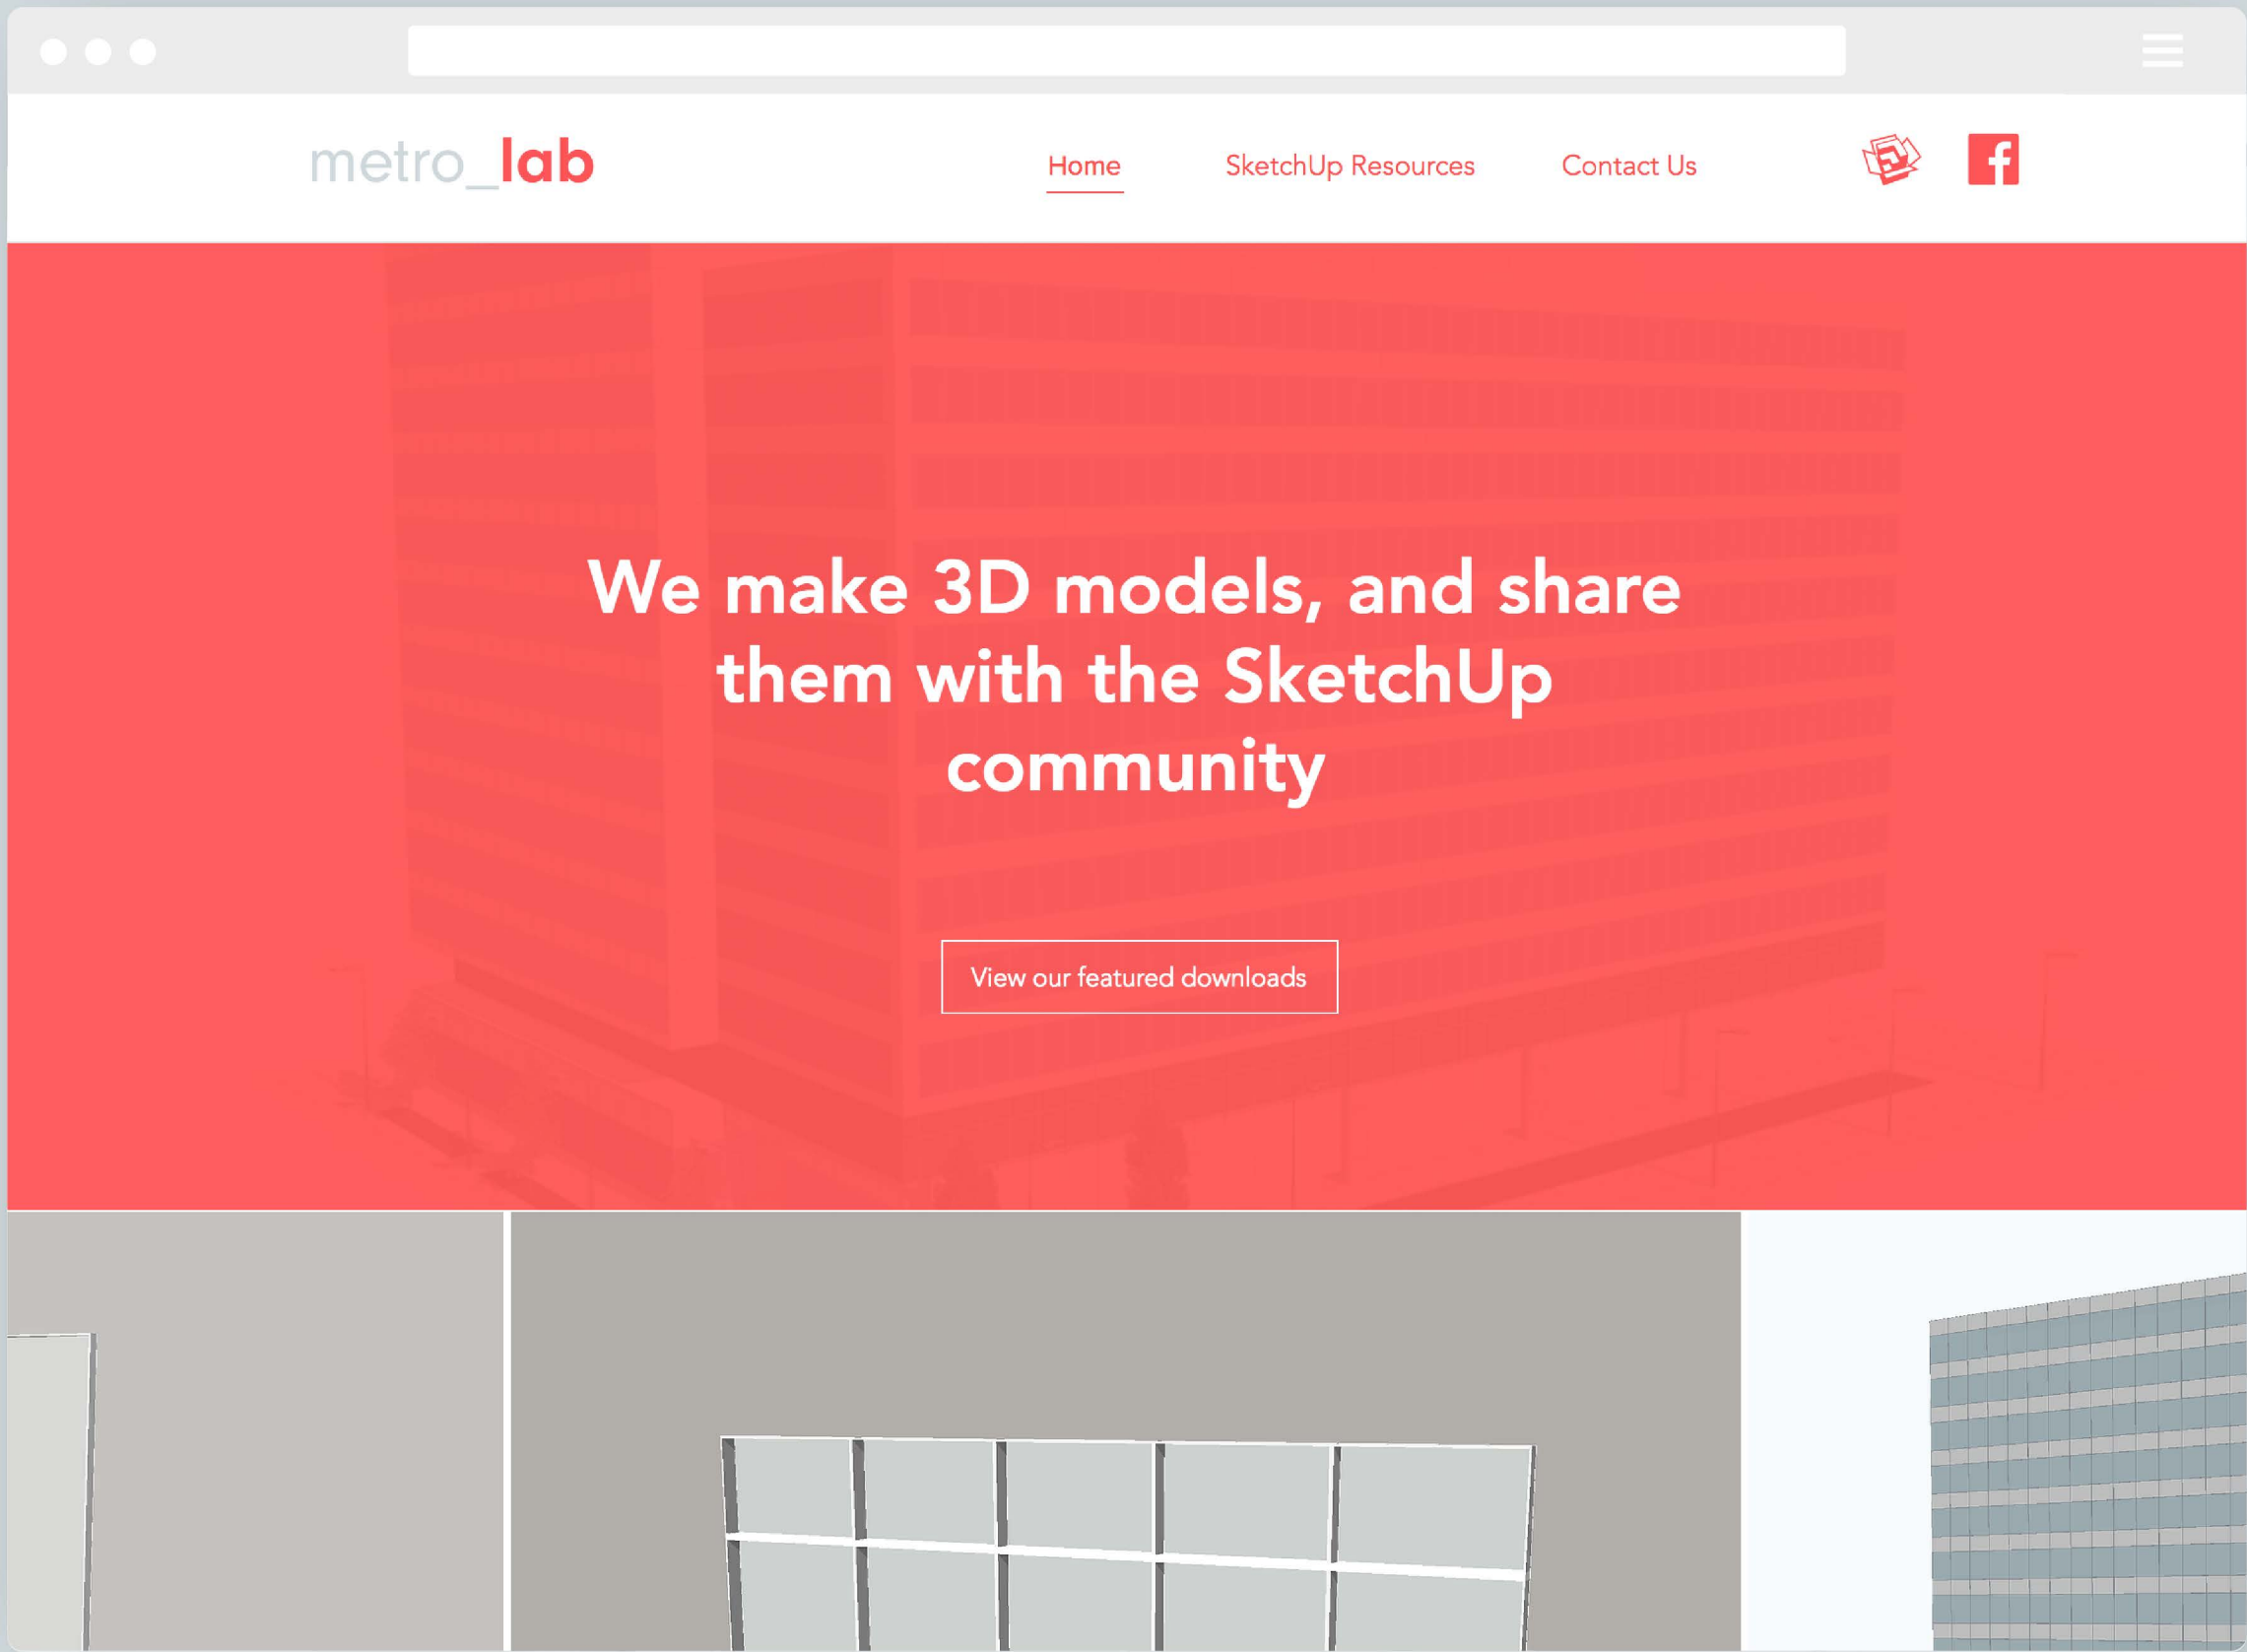 metro_lab
Home
SketchUp Resources
Contact Us
We make 3D models, and share
them with the SketchUp
community
View our featured downloads